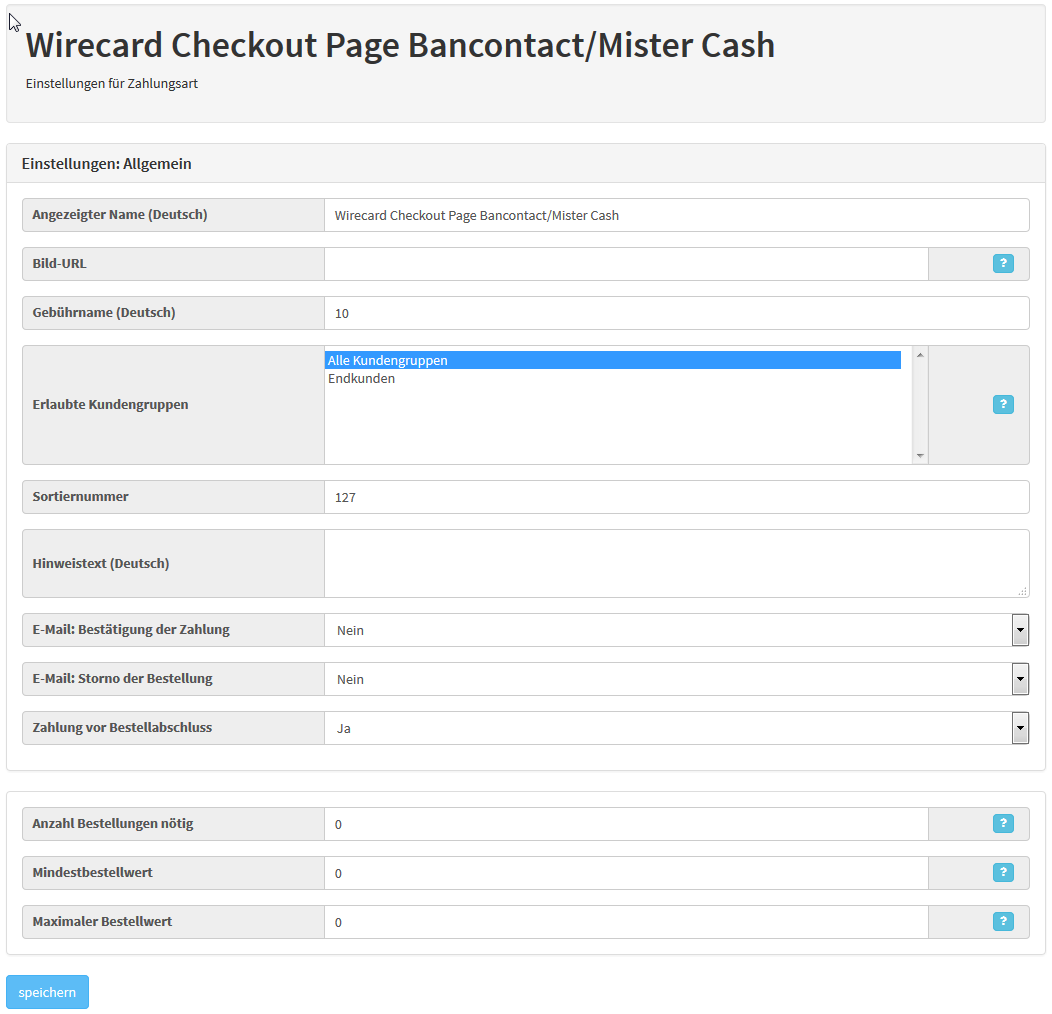 Wirecard Checkout Page Bancontact/Mister Cash
Einstellungen für Zahlungsart
Einstellungen: Allgemein
Angezeigter Name (Deutsch) Wirecard Checkout Page Bancontact/Mister Cash
Bild-URL ?
Gebührname (Deutsch) 10
Alle Kundengruppen
Endkunden
Erlaubte Kundengruppen ?
Sortiernummer 127
Hinweistext (Deutsch)
E-Mail: Bestätigung der Zahlung Nein
E-Mail: Storno der Bestellung Nein
Zahlung vor Bestellabschluss Ja
Anzahl Bestellungen nötig 0 ?
Mindestbestellwert 0 ?
Maximaler Bestellwert 0 ?
speichern